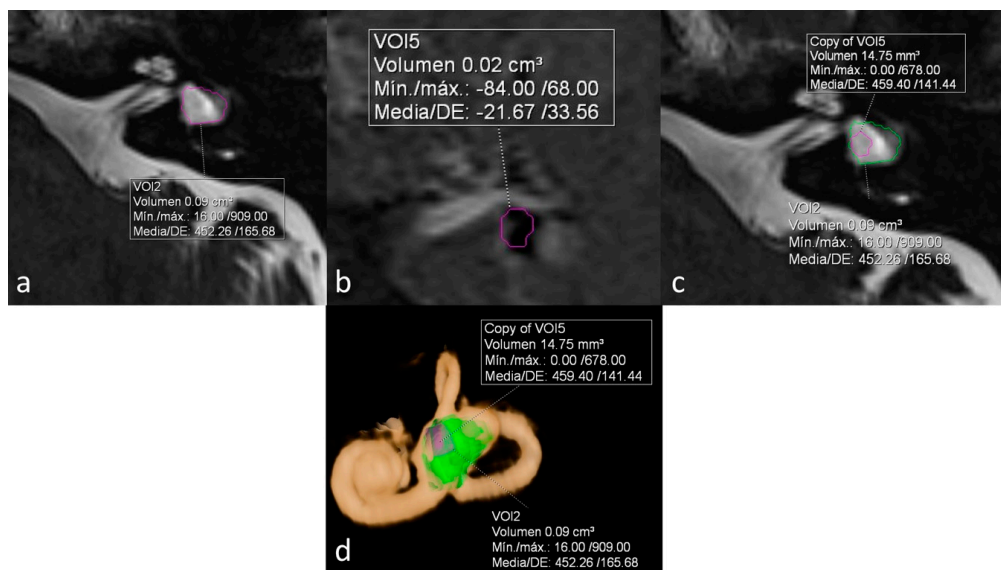 VOI2
Volumen 0.09 cm³
Mín./máx.: 16.00 /909.00
Media/DE: 452.26 /165.68
a
VOI5
Volumen 0.02 cm³
Mín./máx.: -84.00 /68.00
Media/DE: -21.67 /33.56
b
Copy of VOI5
Volumen 14.75 mm³
Mín./máx.: 0.00 /678.00
Media/DE: 459.40 /141.44
VOI2
Volumen 0.09 cm³
Mín./máx.: 16.00 /909.00
Media/DE: 452.26 /165.68
c
Copy of VOI5
Volumen 14.75 mm³
Mín./máx.: 0.00 /678.00
Media/DE: 459.40 /141.44
VOI2
Volumen 0.09 cm³
Mín./máx.: 16.00 /909.00
Media/DE: 452.26 /165.68
d